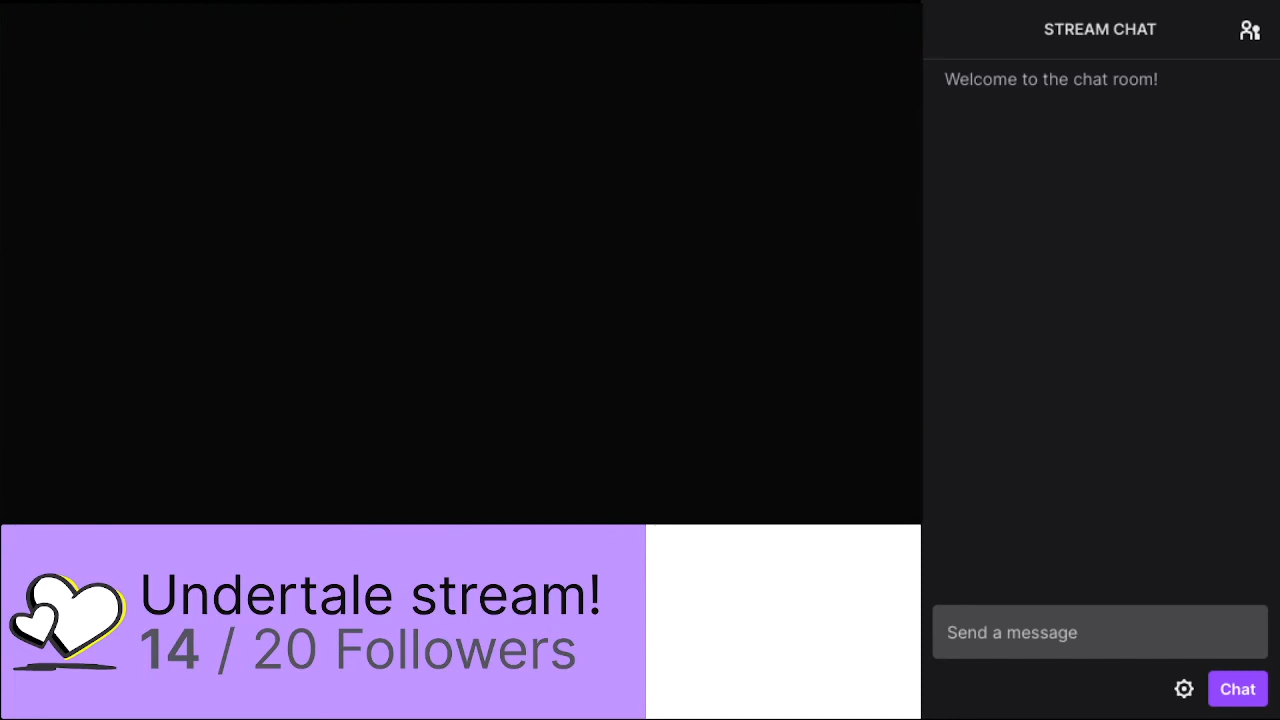 STREAM CHAT
Welcome to the chat room!
Undertale stream!
14 / 20 Followers
Send a message
Chat